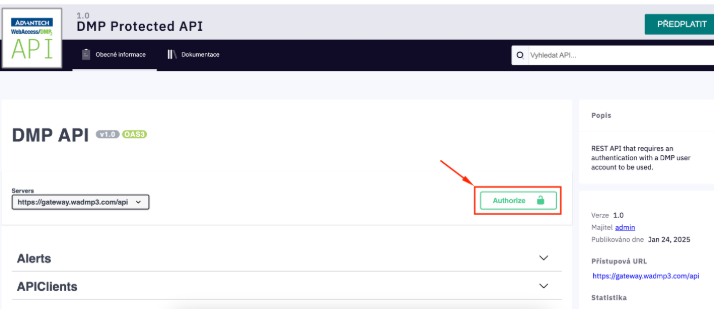 ADVANTECH
WebAccess/DMP
API
1.0
DMP Protected API
PŘEDPLATIT
Obecné informace
Dokumentace
Vyhledat API...
DMP API v1.0 OAS3
Servers
https://gateway.wadmp3.com/api
Authorize
Alerts
APIClients
Popis
REST API that requires an
authentication with a DMP user
account to be used.
Verze 1.0
Majitel admin
Publikováno dne Jan 24, 2025
Přístupová URL
https://gateway.wadmp3.com/api
Statistika